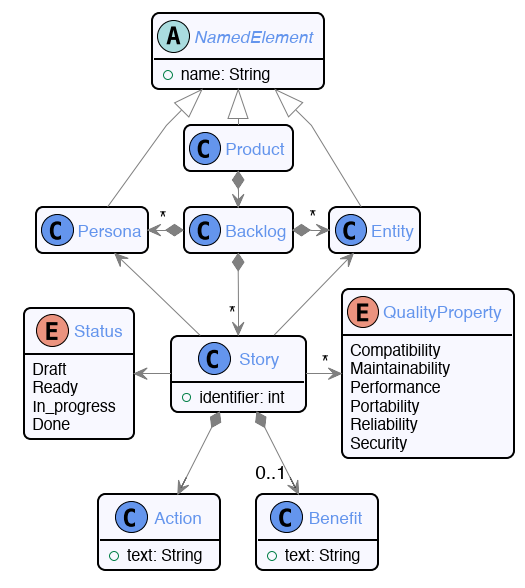 A NamedElement
name: String
C Product
*
*
C Persona
C Backlog
C Entity
*
E Status
Draft
Ready
In_progress
Done
C Story
identifier: int
*
E QualityProperty
Compatibility
Maintainability
Performance
Portability
Reliability
Security
0..1
C Action
text: String
C Benefit
text: String